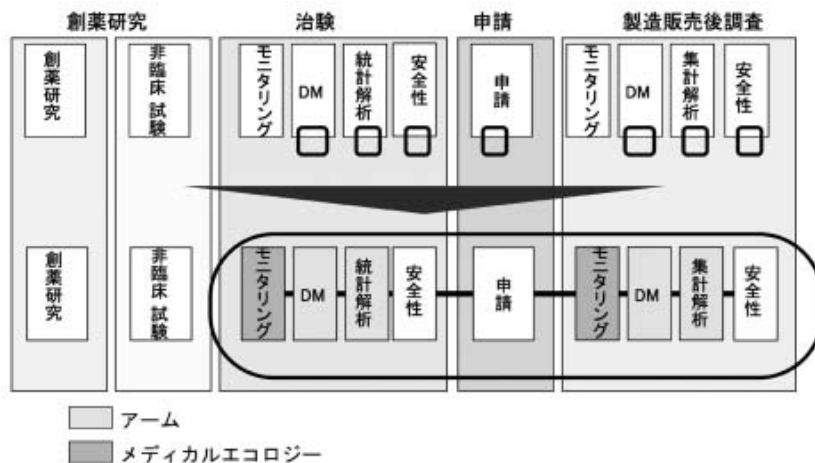 創薬研究 治験 申請 製造販売後調査
創薬研究 非臨床試験 モニタリング DM 統計解析 安全性 申請 モニタリング DM 集計解析 安全性
創薬研究 非臨床試験 モニタリング DM 統計解析 安全性 申請 モニタリング DM 集計解析 安全性
アーム
メディカルエコロジー